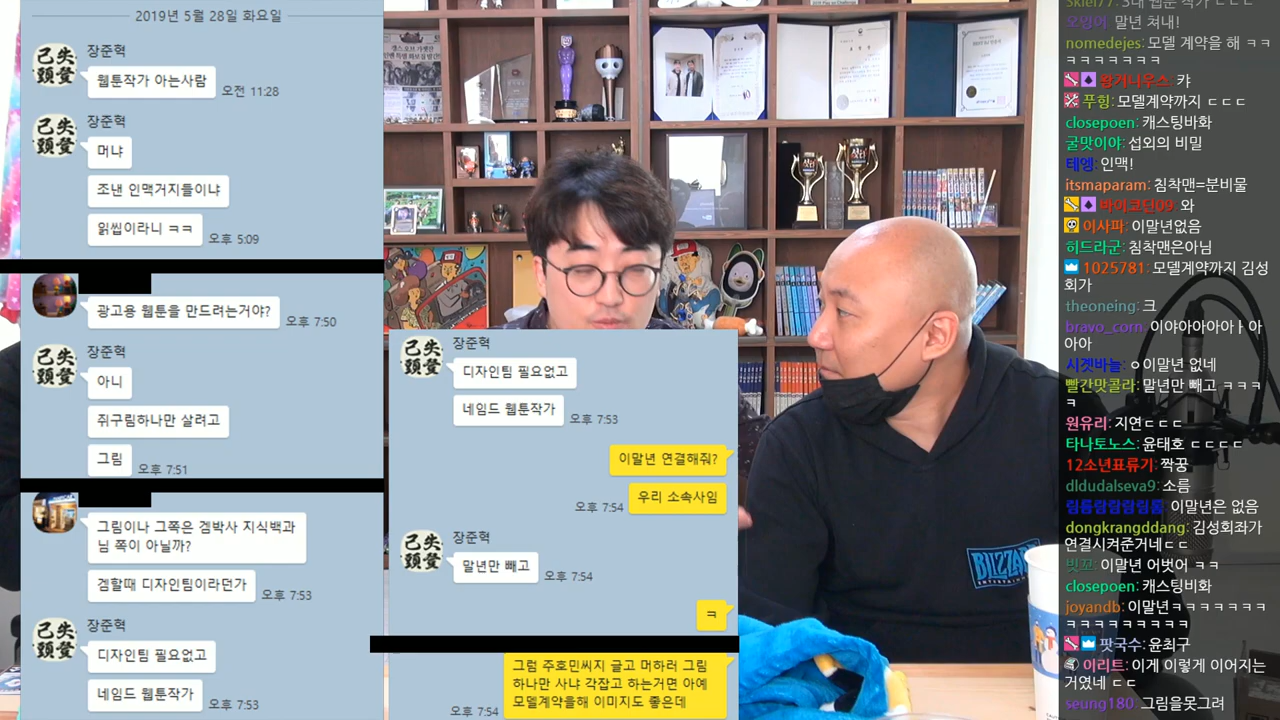 2019년 5월 28일 화요일
장준혁
웹툰작가 아는사람
오전 11:28
장준혁
머냐
조낸 인맥거지들이냐
읽씹이라니 ㅋㅋ
오후 5:09
광고용 웹툰을 만드려는거야?
오후 7:50
장준혁
아니
쥐구림하나만 살려고
그림
오후 7:51
그림이나 그쪽은 겜박사 지식백과
님 쪽이 아닐까?
겜할때 디자인팀이라던가
오후 7:53
장준혁
디자인팀 필요없고
네임드 웹툰작가
오후 7:53
장준혁
디자인팀 필요없고
네임드 웹툰작가
오후 7:53
이말년 연결해줘?
우리 소속사임
오후 7:54
장준혁
말년만 빼고
오후 7:54
ㅋ
그럼 주호민씨지 글고 머하러 그림
하나만 사냐 각잡고 하는거면 아예
모델계약을해 이미지도 좋은데
오후 7:54
BLIZZARD
오잉어: 말년 쳐내!
nomedejes: 모델 계약을 해 ㅋㅋ
ㅋㅋㅋㅋㅋㅋㅋ
왕거니우스: 캬
푸힝: 모델계약까지 ㄷㄷㄷ
closepoen: 캐스팅바화
굴맛이야: 섭외의 비밀
테엥: 인맥!
itsmaparam: 침착맨=분비물
바이코딘09: 와
이사파: 이말년없음
히드라군: 침착맨은아님
1025781: 모델계약까지 김성
회가
theoneing: 크
bravo_corn: 이야아아아아ㅏ아
아아
시겟바늘: ㅇ이말년 없네
빨간맛콜라: 말년만 빼고 ㅋㅋㅋ
ㅋ
원유리: 지연ㄷㄷㄷ
타나토노스: 윤태호 ㄷㄷㄷㄷ
12소년표류기: 짝꿍
dldudalseva9: 소름
림롬람람람림롬: 이말년은 없음
dongkrangddang: 김성회좌가
연결시켜준거네ㄷㄷ
빗꼬: 이말년 어벗어 ㅋㅋ
closepoen: 캐스팅비화
joyandb: 이말년ㅋㅋㅋㅋㅋㅋㅋ
ㅋㅋㅋㅋㅋㅋㅋㅋㅋ
팟국수: 윤최구
이리트: 이게 이렇게 이어지는
거였네 ㄷㄷ
seung180: 그림을못그려